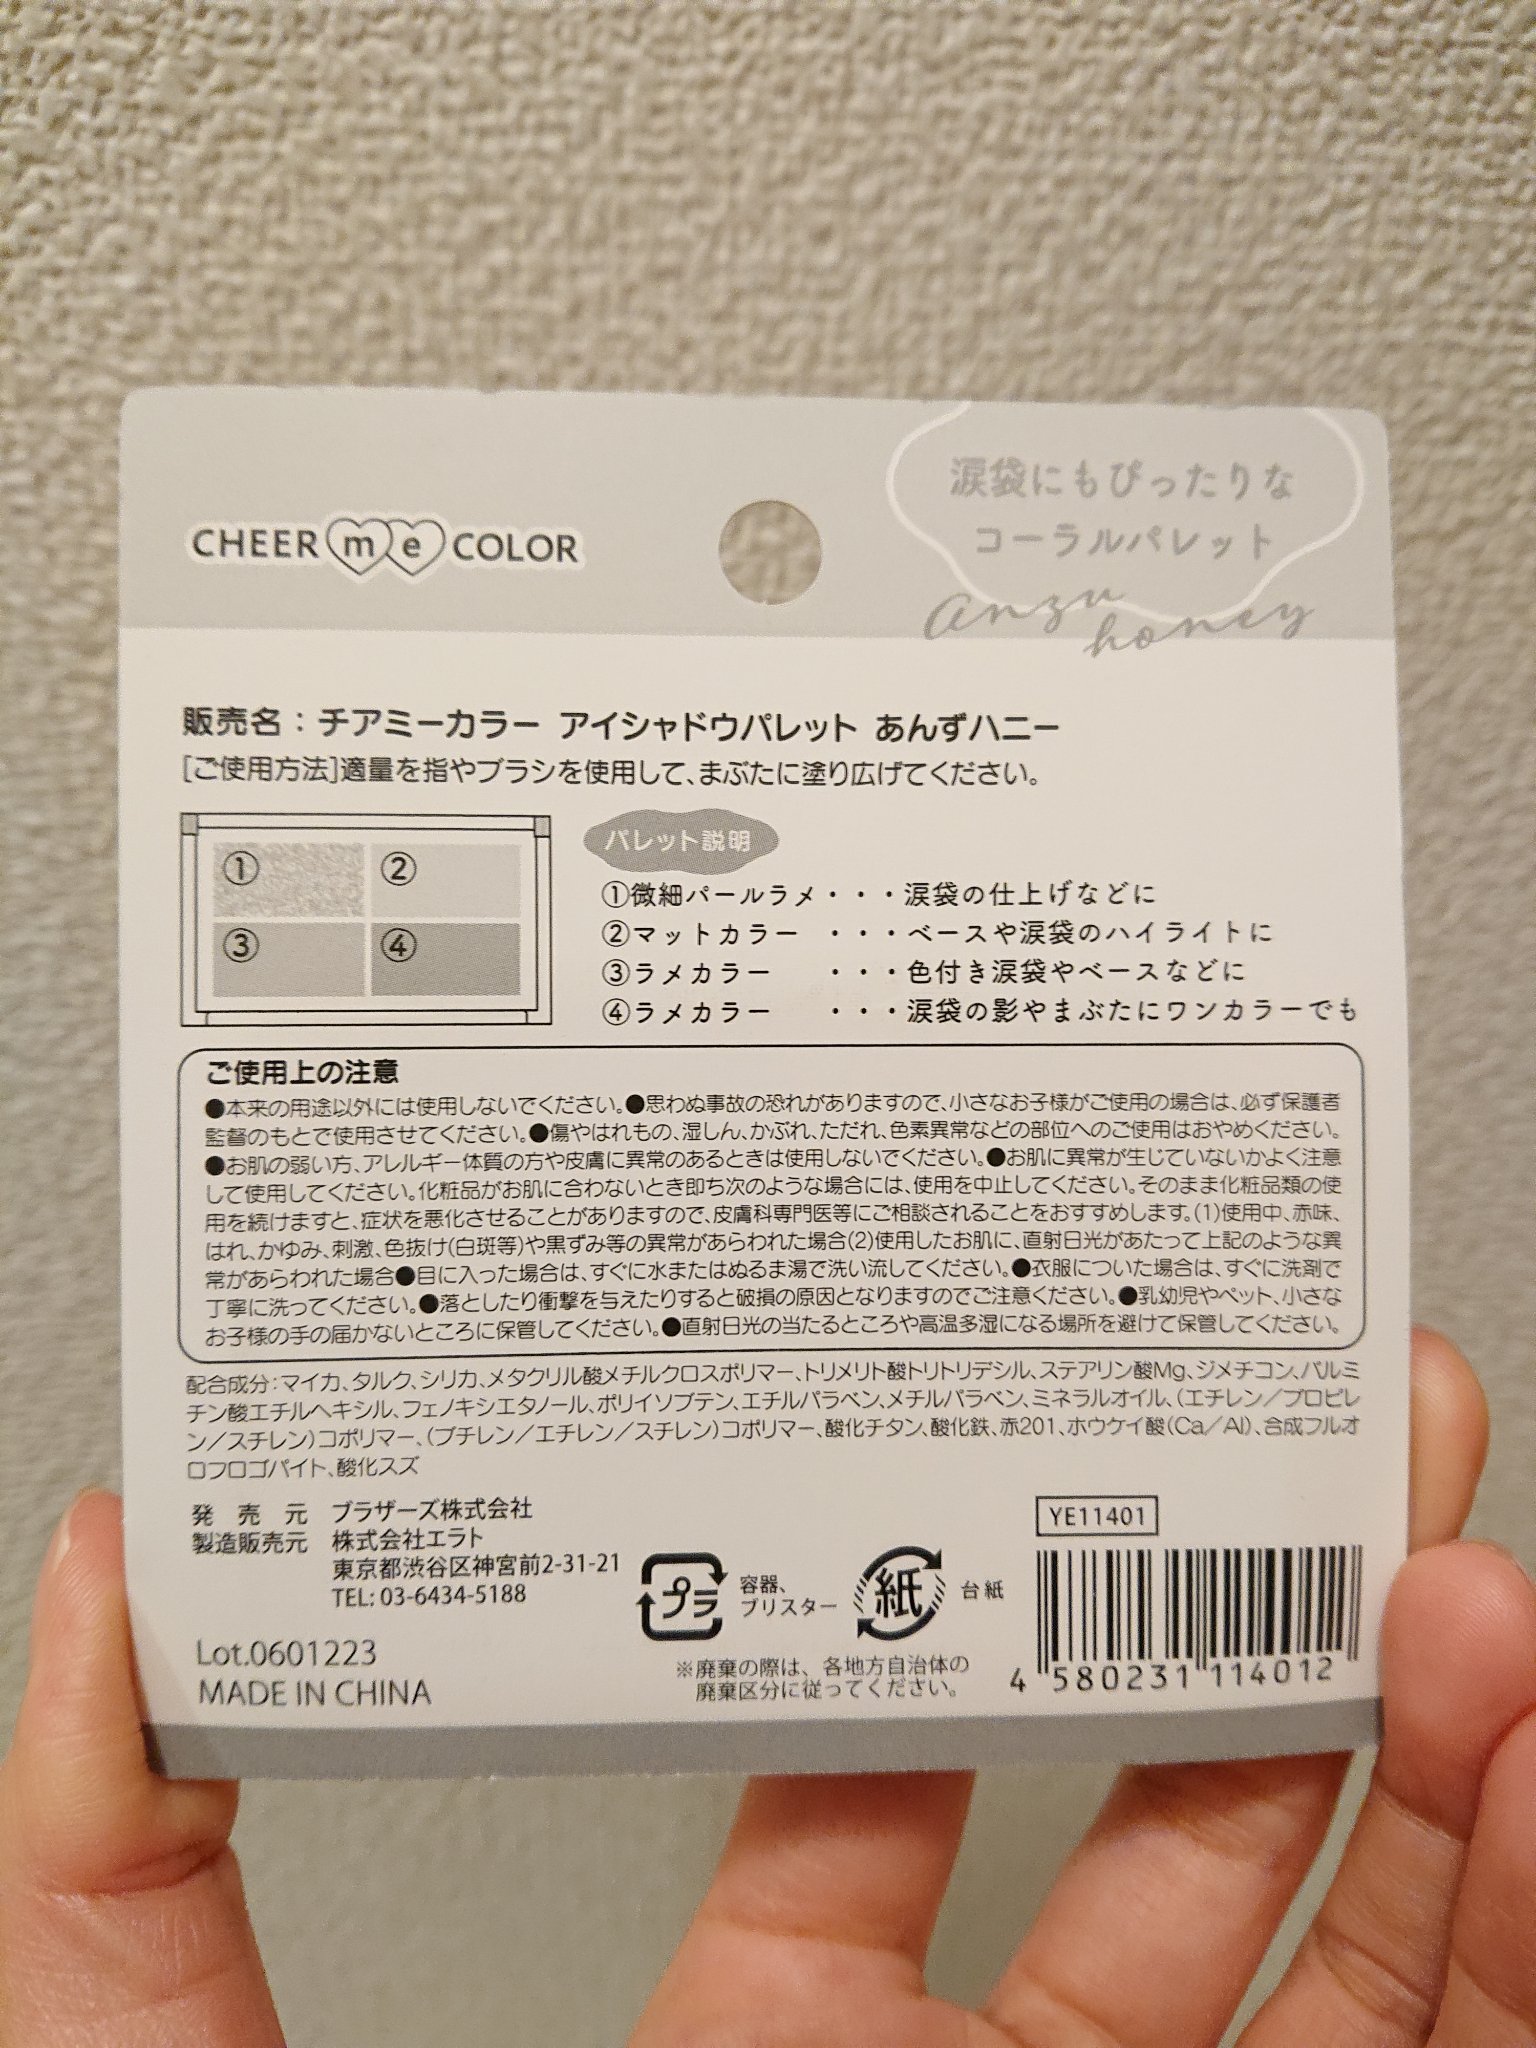 CHEER me COLOR
涙袋にもぴったりな
コーラルパレット
anzu
honey
販売名：チアミーカラー アイシャドウパレット あんずハニー
[ご使用方法]適量を指やブラシを使用して、まぶたに塗り広げてください。
① ②
③ ④
パレット説明
①微細パールラメ・・・涙袋の仕上げなどに
②マットカラー ・・・ベースや涙袋のハイライトに
③ラメカラー ・・・色付き涙袋やベースなどに
④ラメカラー ・・・涙袋の影やまぶたにワンカラーでも
ご使用上の注意
●本来の用途以外には使用しないでください。●思わぬ事故の恐れがありますので、小さなお子様がご使用の場合は、必ず保護者
監督のもとで使用させてください。●傷やはれもの、湿しん、かぶれ、ただれ、色素異常などの部位へのご使用はおやめください。
●お肌の弱い方、アレルギー体質の方や皮膚に異常のあるときは使用しないでください。●お肌に異常が生じていないかよく注意
して使用してください。化粧品がお肌に合わないとき即ち次のような場合には、使用を中止してください。そのまま化粧品類の使
用を続けますと、症状を悪化させることがありますので、皮膚科専門医等にご相談されることをおすすめします。(1)使用中、赤味、
はれ、かゆみ、刺激、色抜け(白斑等)や黒ずみ等の異常があらわれた場合(2)使用したお肌に、直射日光があたって上記のような異
常があらわれた場合●目に入った場合は、すぐに水またはぬるま湯で洗い流してください。●衣服についた場合は、すぐに洗剤で
丁寧に洗ってください。●落としたり衝撃を与えたりすると破損の原因となりますのでご注意ください。●乳幼児やペット、小さな
お子様の手の届かないところに保管してください。●直射日光の当たるところや高温多湿になる場所を避けて保管してください。
配合成分：マイカ、タルク、シリカ、メタクリル酸メチルクロスポリマー、トリメリト酸トリトリデシル、ステアリン酸Mg、ジメチコン、パルミ
チン酸エチルヘキシル、フェノキシエタノール、ポリイソブテン、エチルパラベン、メチルパラベン、ミネラルオイル、(エチレン／プロピレ
ン／スチレン)コポリマー、(ブチレン／エチレン／スチレン)コポリマー、酸化チタン、酸化鉄、赤201、ホウケイ酸(Ca／Al)、合成フルオ
ロフロゴパイト、酸化スズ
発売元 ブラザーズ株式会社
製造販売元 株式会社エラト
東京都渋谷区神宮前2-31-21
TEL: 03-6434-5188
Lot.0601223
MADE IN CHINA
プラ 容器、
ブリスター
紙 台紙
※廃棄の際は、各地方自治体の
廃棄区分に従ってください。
YE11401
4 580231 114012